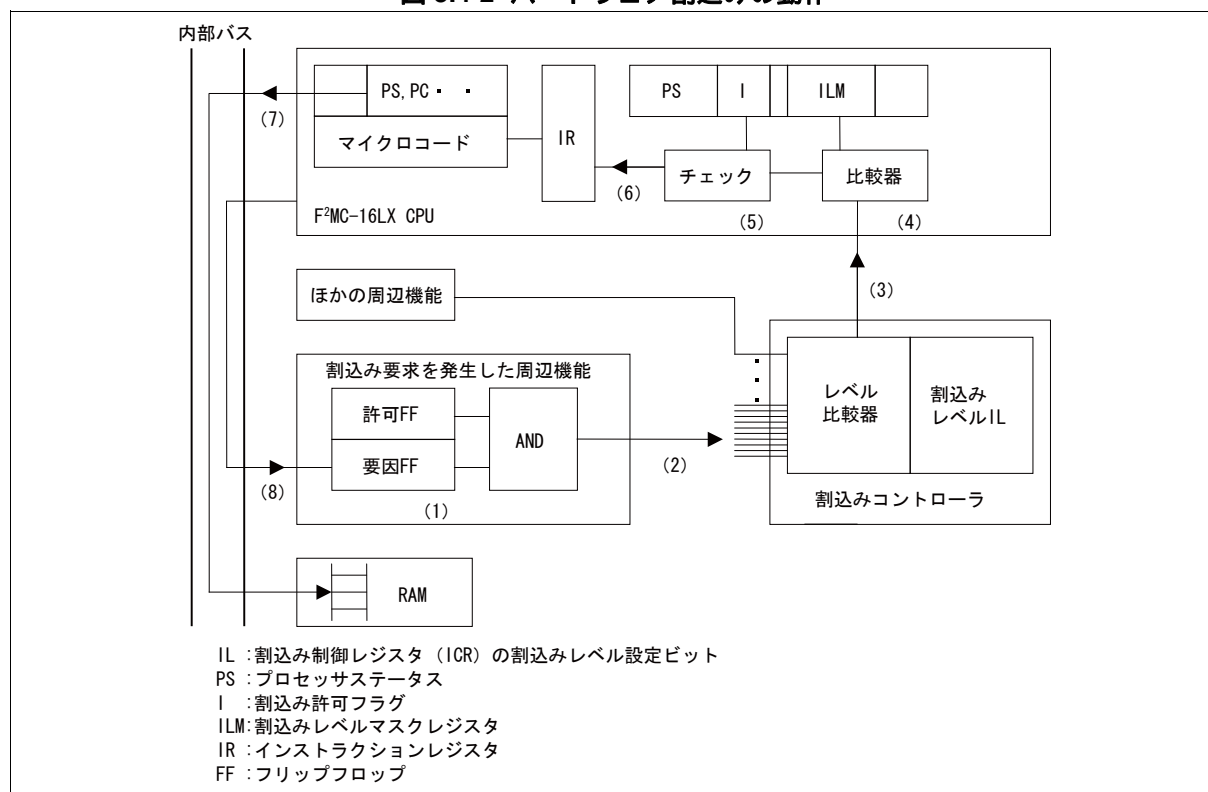 内部バス
PS, PC・ ・
マイクロコード
IR
PS I ILM
チェック
比較器
(7)
(6)
(5)
(4)
F²MC-16LX CPU
(3)
ほかの周辺機能
割込み要求を発生した周辺機能
許可FF
要因FF
AND
(1)
(2)
(8)
レベル
比較器
割込み
レベルIL
割込みコントローラ
RAM
IL :割込み制御レジスタ (ICR) の割込みレベル設定ビット
PS :プロセッサステータス
I :割込み許可フラグ
ILM:割込みレベルマスクレジスタ
IR :インストラクションレジスタ
FF :フリップフロップ